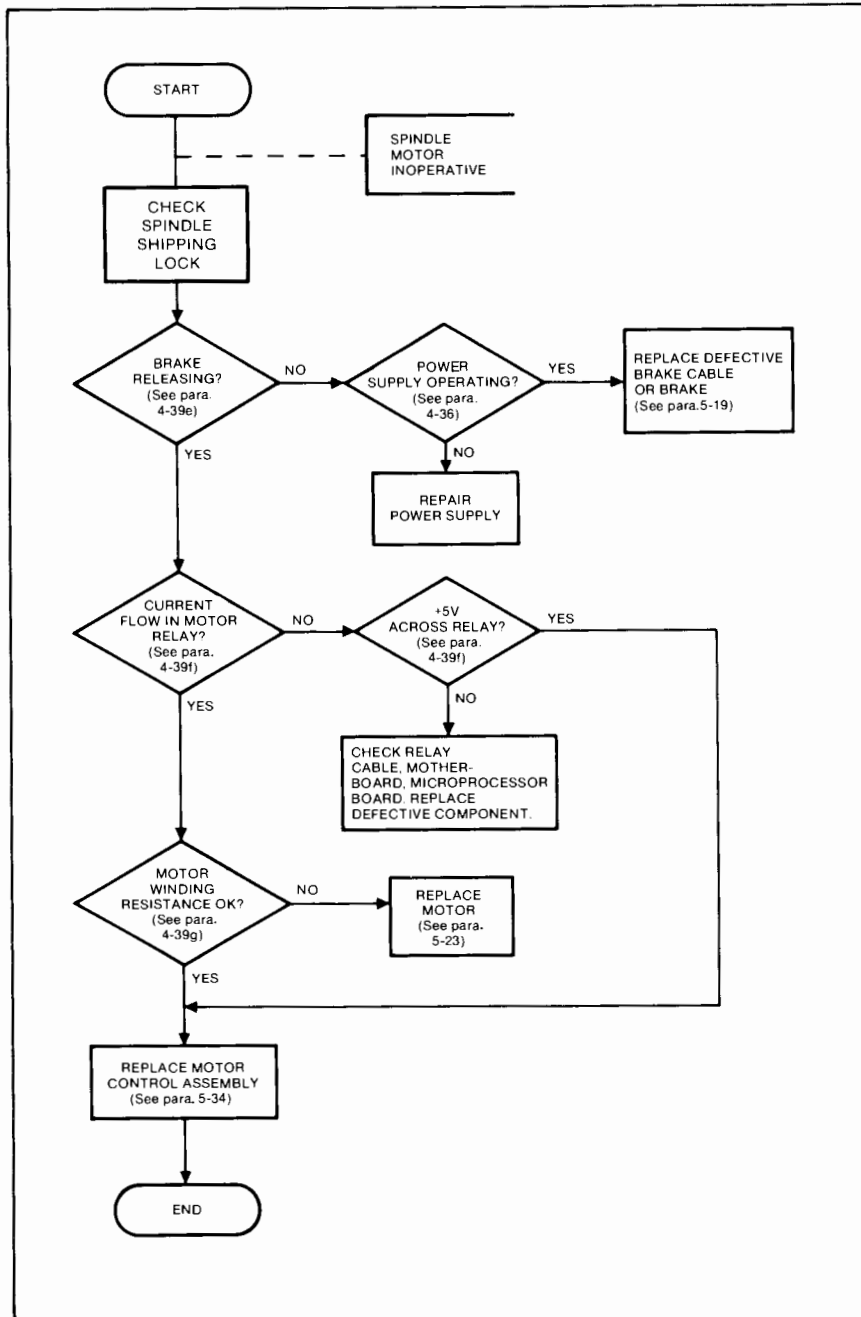 START
SPINDLE
MOTOR
INOPERATIVE
CHECK
SPINDLE
SHIPPING
LOCK
BRAKE
RELEASING?
(See para.
4-39e)
NO
POWER
SUPPLY OPERATING?
(See para.
4-36)
YES
REPLACE DEFECTIVE
BRAKE CABLE
OR BRAKE
(See para.5-19)
YES
NO
REPAIR
POWER SUPPLY
CURRENT
FLOW IN MOTOR
RELAY?
(See para.
4-39f)
NO
+5V
ACROSS RELAY?
(See para.
4-39f)
YES
YES
NO
CHECK RELAY
CABLE, MOTHER-
BOARD, MICROPROCESSOR
BOARD. REPLACE
DEFECTIVE COMPONENT.
MOTOR
WINDING
RESISTANCE OK?
(See para.
4-39g)
NO
REPLACE
MOTOR
(See para.
5-23)
YES
REPLACE MOTOR
CONTROL ASSEMBLY
(See para. 5-34)
END